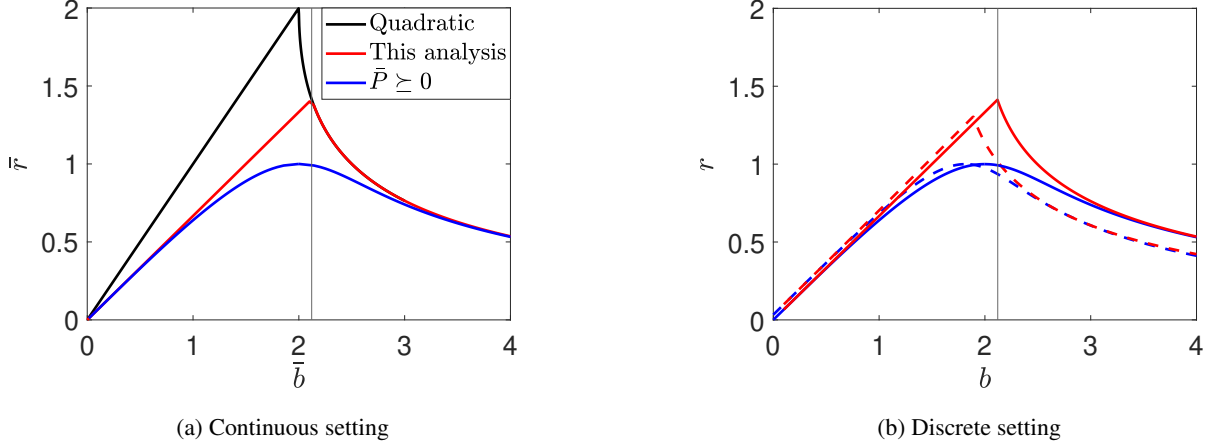 2
1.5
1
0.5
0
r̄
Quadratic
This analysis
P̄ ⪰ 0
0 1 2 3 4
b̄
(a) Continuous setting
2
1.5
1
0.5
0
r
0 1 2 3 4
b
(b) Discrete setting